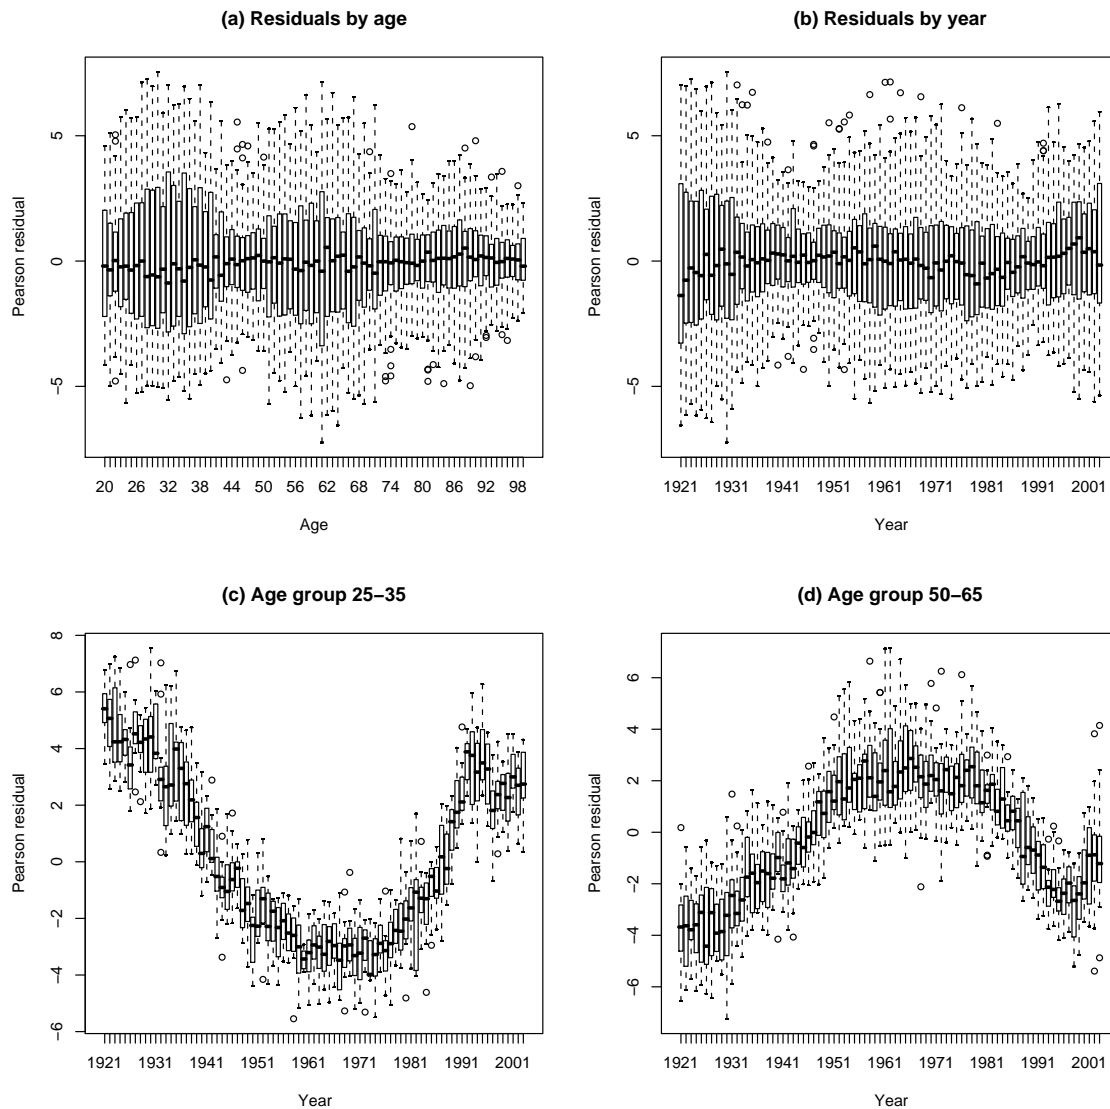 (a) Residuals by age
Pearson residual
5
0
−5
20 26 32 38 44 50 56 62 68 74 80 86 92 98
Age
(b) Residuals by year
Pearson residual
5
0
−5
1921 1931 1941 1951 1961 1971 1981 1991 2001
Year
(c) Age group 25−35
Pearson residual
8
6
4
2
0
−2
−4
−6
1921 1931 1941 1951 1961 1971 1981 1991 2001
Year
(d) Age group 50−65
Pearson residual
6
4
2
0
−2
−4
−6
1921 1931 1941 1951 1961 1971 1981 1991 2001
Year